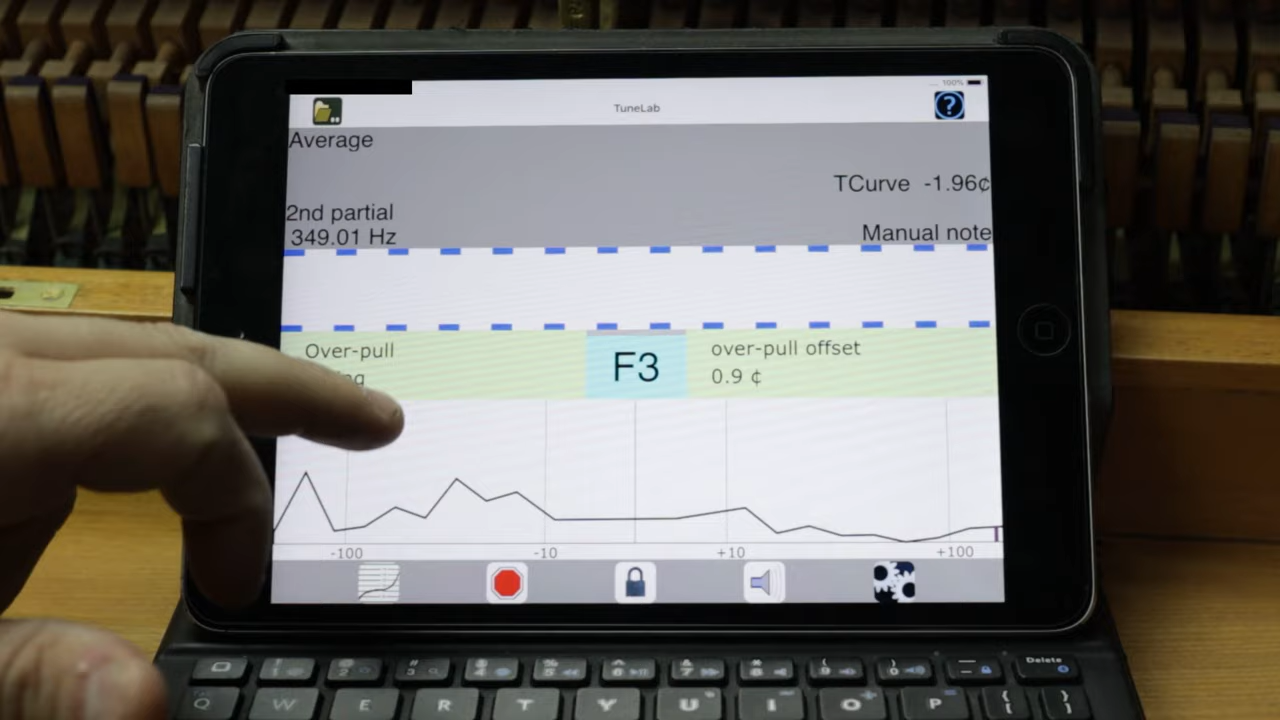 100%
TuneLab
?
Average
TCurve -1.96¢
2nd partial
349.01 Hz
Manual note
Over-pull
F3
over-pull offset
0.9 ¢
-100
-10
+10
+100
Delete
Q W E R T Y U I O P { }